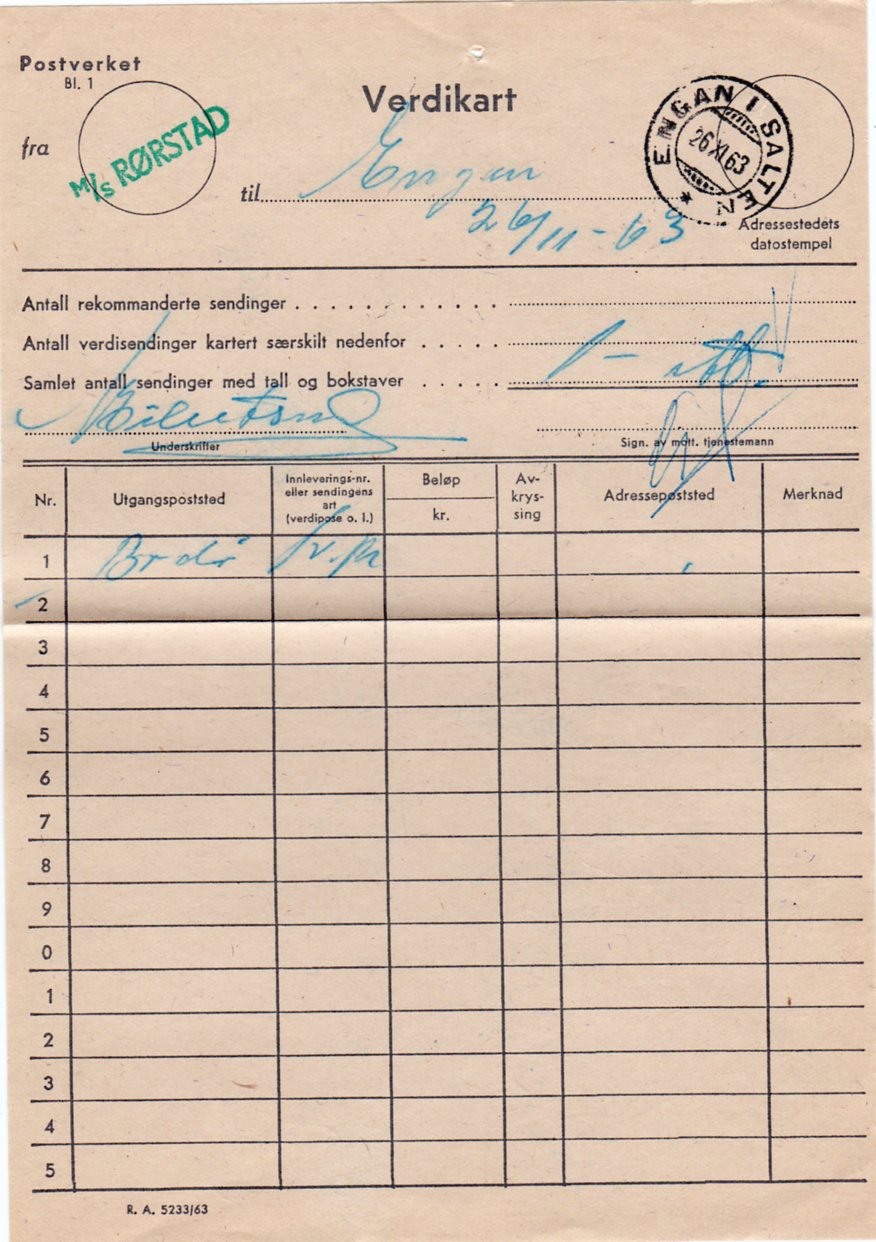 Postverket
Bl. 1
Verdikart
fra
M/S RØRSTAD
til Engan
26/11-63
ENGAN I SALTEN
26 XI 63
Adressestedets
datostempel
Antall rekommanderte sendinger
Antall verdisendinger kartert særskilt nedenfor
Samlet antall sendinger med tall og bokstaver
1-
Underskrifter
Sign. av mott. tjenestemann
Nr. Utgangspoststed Innleverings-nr. eller sendingens art (verdipose o. l.) Beløp kr. Av-krys-sing Adressepoststed Merknad
1 Bodø
2
3
4
5
6
7
8
9
0
1
2
3
4
5
R. A. 5233/63